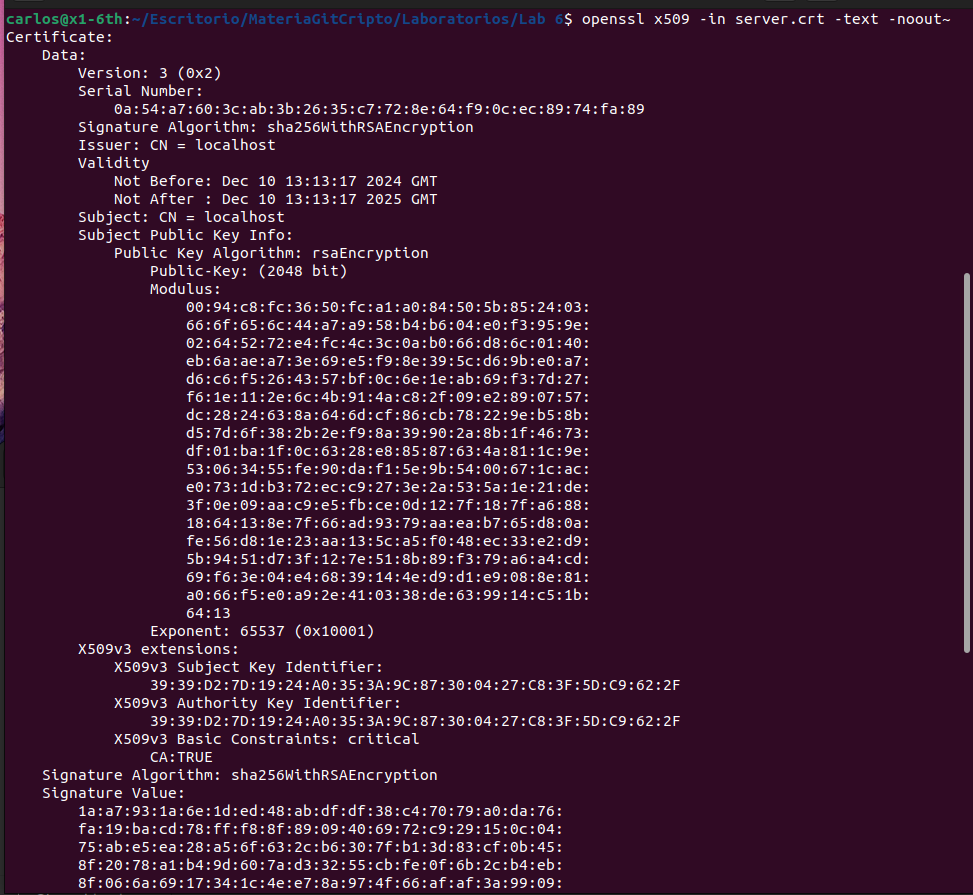 carlos@x1-6th:~/Escritorio/MateriaGitCripto/Laboratorios/Lab 6$ openssl x509 -in server.crt -text -noout~
Certificate:
    Data:
        Version: 3 (0x2)
        Serial Number:
            0a:54:a7:60:3c:ab:3b:26:35:c7:72:8e:64:f9:0c:ec:89:74:fa:89
        Signature Algorithm: sha256WithRSAEncryption
        Issuer: CN = localhost
        Validity
            Not Before: Dec 10 13:13:17 2024 GMT
            Not After : Dec 10 13:13:17 2025 GMT
        Subject: CN = localhost
        Subject Public Key Info:
            Public Key Algorithm: rsaEncryption
                Public-Key: (2048 bit)
                Modulus:
                    00:94:c8:fc:36:50:fc:a1:a0:84:50:5b:85:24:03:
                    66:6f:65:6c:44:a7:a9:58:b4:b6:04:e0:f3:95:9e:
                    02:64:52:72:e4:fc:4c:3c:0a:b0:66:d8:6c:01:40:
                    eb:6a:ae:a7:3e:69:e5:f9:8e:39:5c:d6:9b:e0:a7:
                    d6:c6:f5:26:43:57:bf:0c:6e:1e:ab:69:f3:7d:27:
                    f6:1e:11:2e:6c:4b:91:4a:c8:2f:09:e2:89:07:57:
                    dc:28:24:63:8a:64:6d:cf:86:cb:78:22:9e:b5:8b:
                    d5:7d:6f:38:2b:2e:f9:8a:39:90:2a:8b:1f:46:73:
                    df:01:ba:1f:0c:63:28:e8:85:87:63:4a:81:1c:9e:
                    53:06:34:55:fe:90:da:f1:5e:9b:54:00:67:1c:ac:
                    e0:73:1d:b3:72:ec:c9:27:3e:2a:53:5a:1e:21:de:
                    3f:0e:09:aa:c9:e5:fb:ce:0d:12:7f:18:7f:a6:88:
                    18:64:13:8e:7f:66:ad:93:79:aa:ea:b7:65:d8:0a:
                    fe:56:d8:1e:23:aa:13:5c:a5:f0:48:ec:33:e2:d9:
                    5b:94:51:d7:3f:12:7e:51:8b:89:f3:79:a6:a4:cd:
                    69:f6:3e:04:e4:68:39:14:4e:d9:d1:e9:08:8e:81:
                    a0:66:f5:e0:a9:2e:41:03:38:de:63:99:14:c5:1b:
                    64:13
                Exponent: 65537 (0x10001)
        X509v3 extensions:
            X509v3 Subject Key Identifier:
                39:39:D2:7D:19:24:A0:35:3A:9C:87:30:04:27:C8:3F:5D:C9:62:2F
            X509v3 Authority Key Identifier:
                39:39:D2:7D:19:24:A0:35:3A:9C:87:30:04:27:C8:3F:5D:C9:62:2F
            X509v3 Basic Constraints: critical
                CA:TRUE
    Signature Algorithm: sha256WithRSAEncryption
    Signature Value:
        1a:a7:93:1a:6e:1d:ed:48:ab:df:df:38:c4:70:79:a0:da:76:
        fa:19:ba:cd:78:ff:f8:8f:89:09:40:69:72:c9:29:15:0c:04:
        75:ab:e5:ea:28:a5:6f:63:2c:b6:30:7f:b1:3d:83:cf:0b:45:
        8f:20:78:a1:b4:9d:60:7a:d3:32:55:cb:fe:0f:6b:2c:b4:eb:
        8f:06:6a:69:17:34:1c:4e:e7:8a:97:4f:66:af:af:3a:99:09: